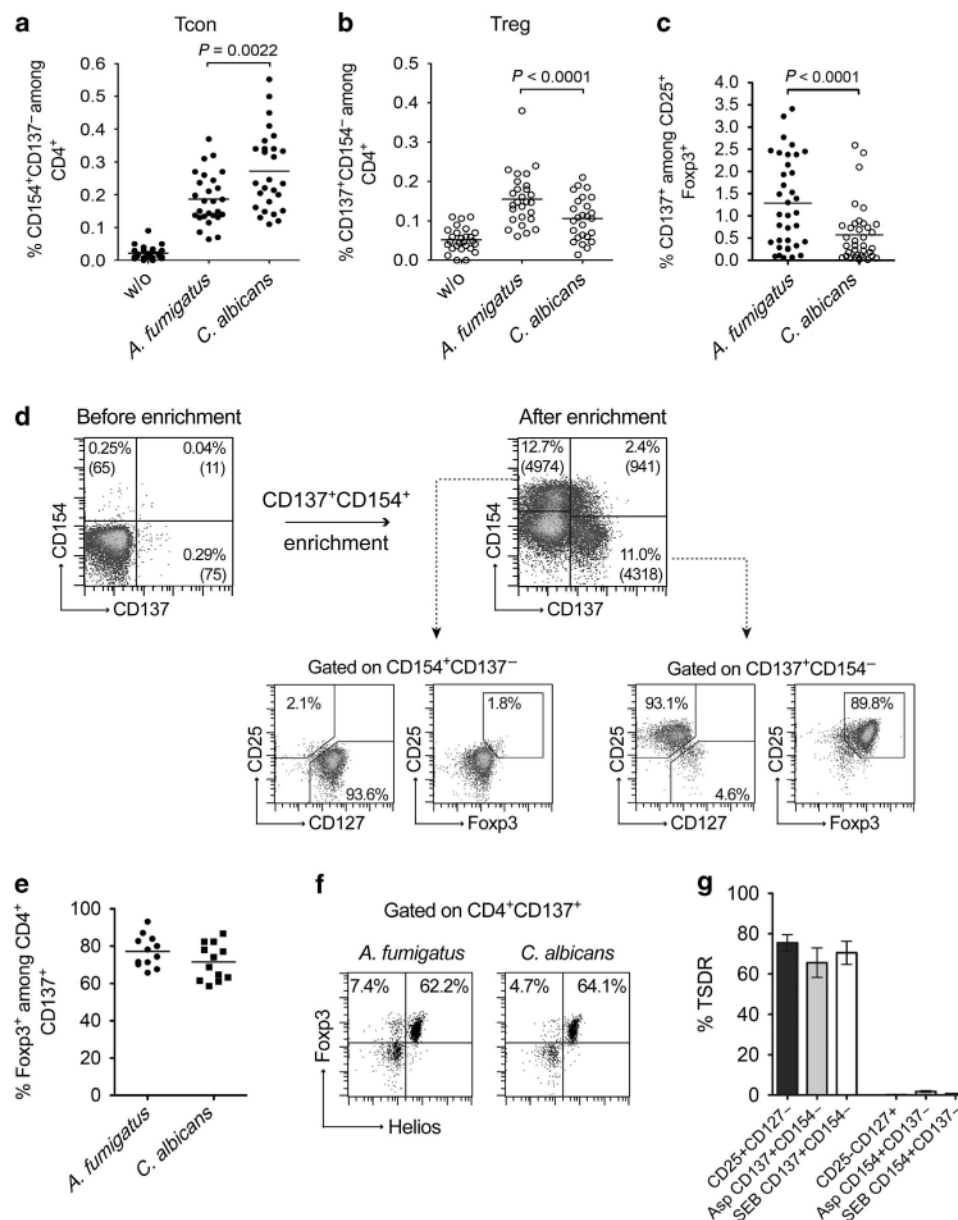 a
Tcon
P = 0.0022
% CD154⁺CD137⁻ among
CD4⁺
0.6
0.5
0.4
0.3
0.2
0.1
0.0
w/o
A. fumigatus
C. albicans
b
Treg
P < 0.0001
% CD137⁺CD154⁻ among
CD4⁺
0.5
0.4
0.3
0.2
0.1
0.0
w/o
A. fumigatus
C. albicans
c
P < 0.0001
% CD137⁺ among CD25⁺
Foxp3⁺
4.0
3.5
3.0
2.5
2.0
1.5
1.0
0.5
0.0
A. fumigatus
C. albicans
d
Before enrichment
0.25%
(65)
0.04%
(11)
0.29%
(75)
CD154
CD137
CD137⁺CD154⁺
enrichment
After enrichment
12.7%
(4974)
2.4%
(941)
11.0%
(4318)
CD154
CD137
Gated on CD154⁺CD137⁻
2.1%
93.6%
CD25
CD127
1.8%
CD25
Foxp3
Gated on CD137⁺CD154⁻
93.1%
4.6%
CD25
CD127
89.8%
CD25
Foxp3
e
% Foxp3⁺ among CD4⁺
CD137⁺
100
80
60
40
20
0
A. fumigatus
C. albicans
f
Gated on CD4⁺CD137⁺
A. fumigatus
C. albicans
7.4%
62.2%
4.7%
64.1%
Foxp3
Helios
g
% TSDR
100
80
60
40
20
0
CD25+CD127−
Asp CD137+CD154−
SEB CD137+CD154−
CD25-CD127+
Asp CD154+CD137−
SEB CD154+CD137−